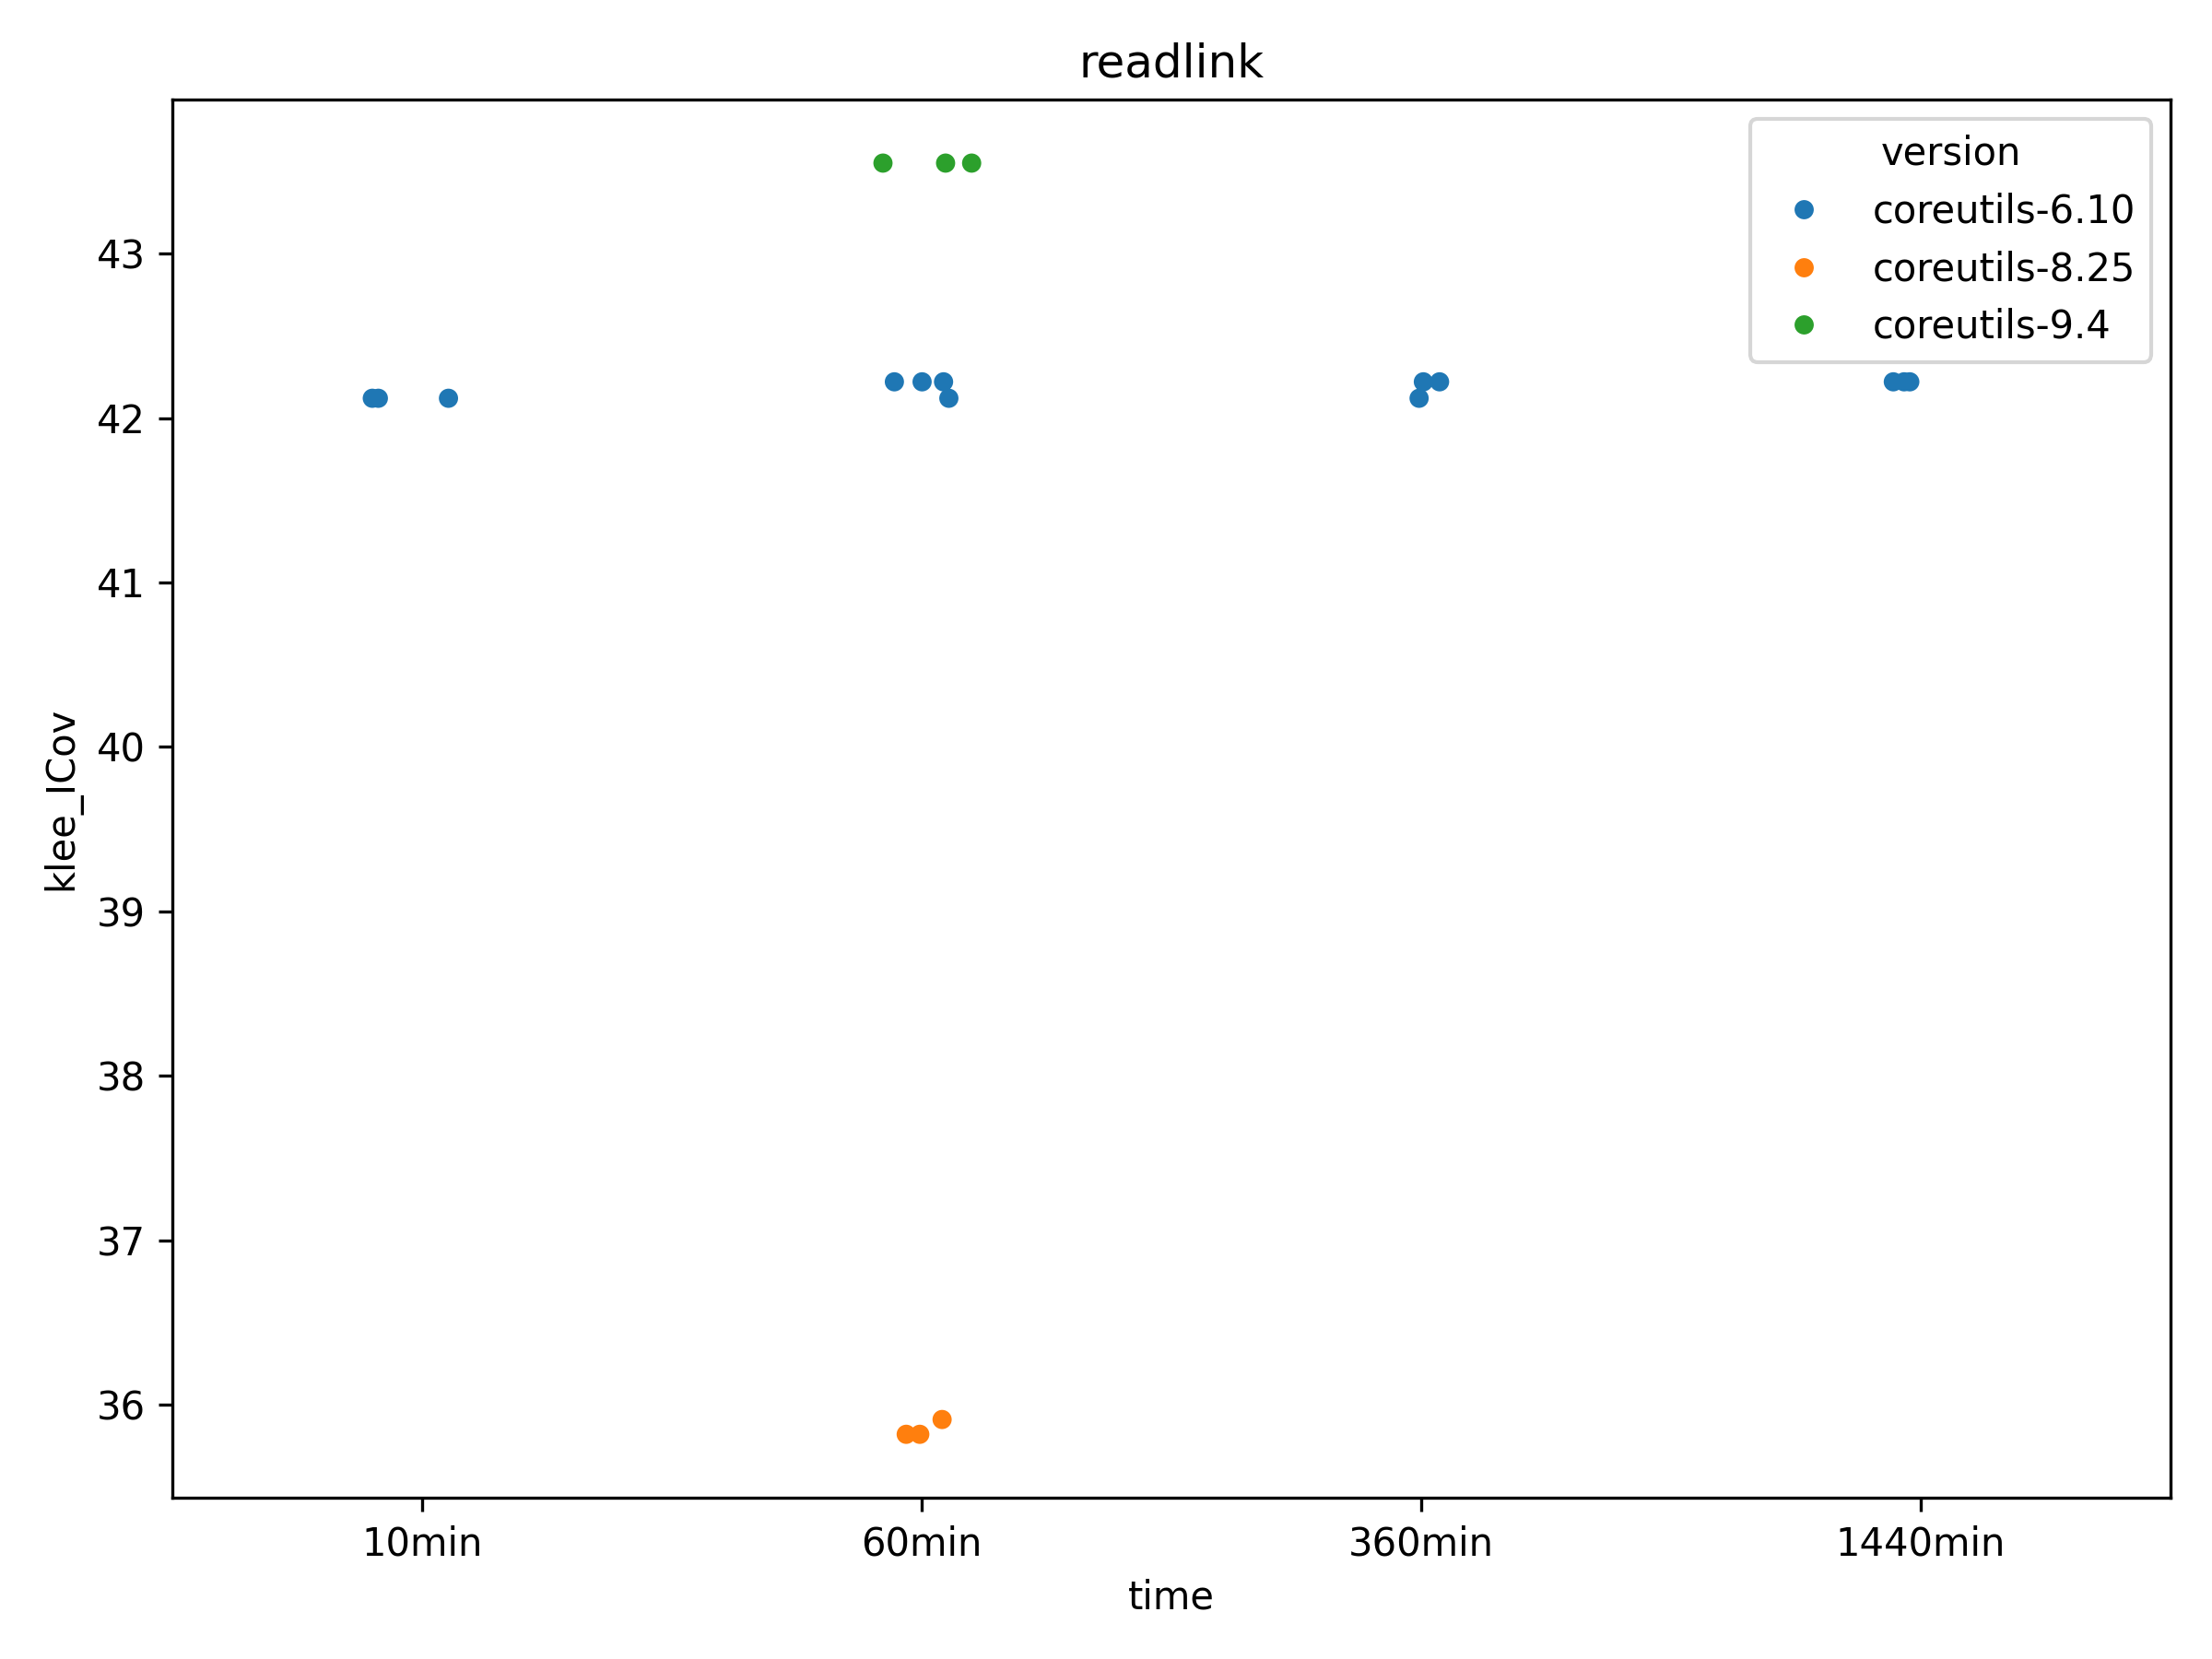 readlink
version
coreutils-6.10
coreutils-8.25
coreutils-9.4
klee_ICov
43
42
41
40
39
38
37
36
10min
60min
360min
1440min
time